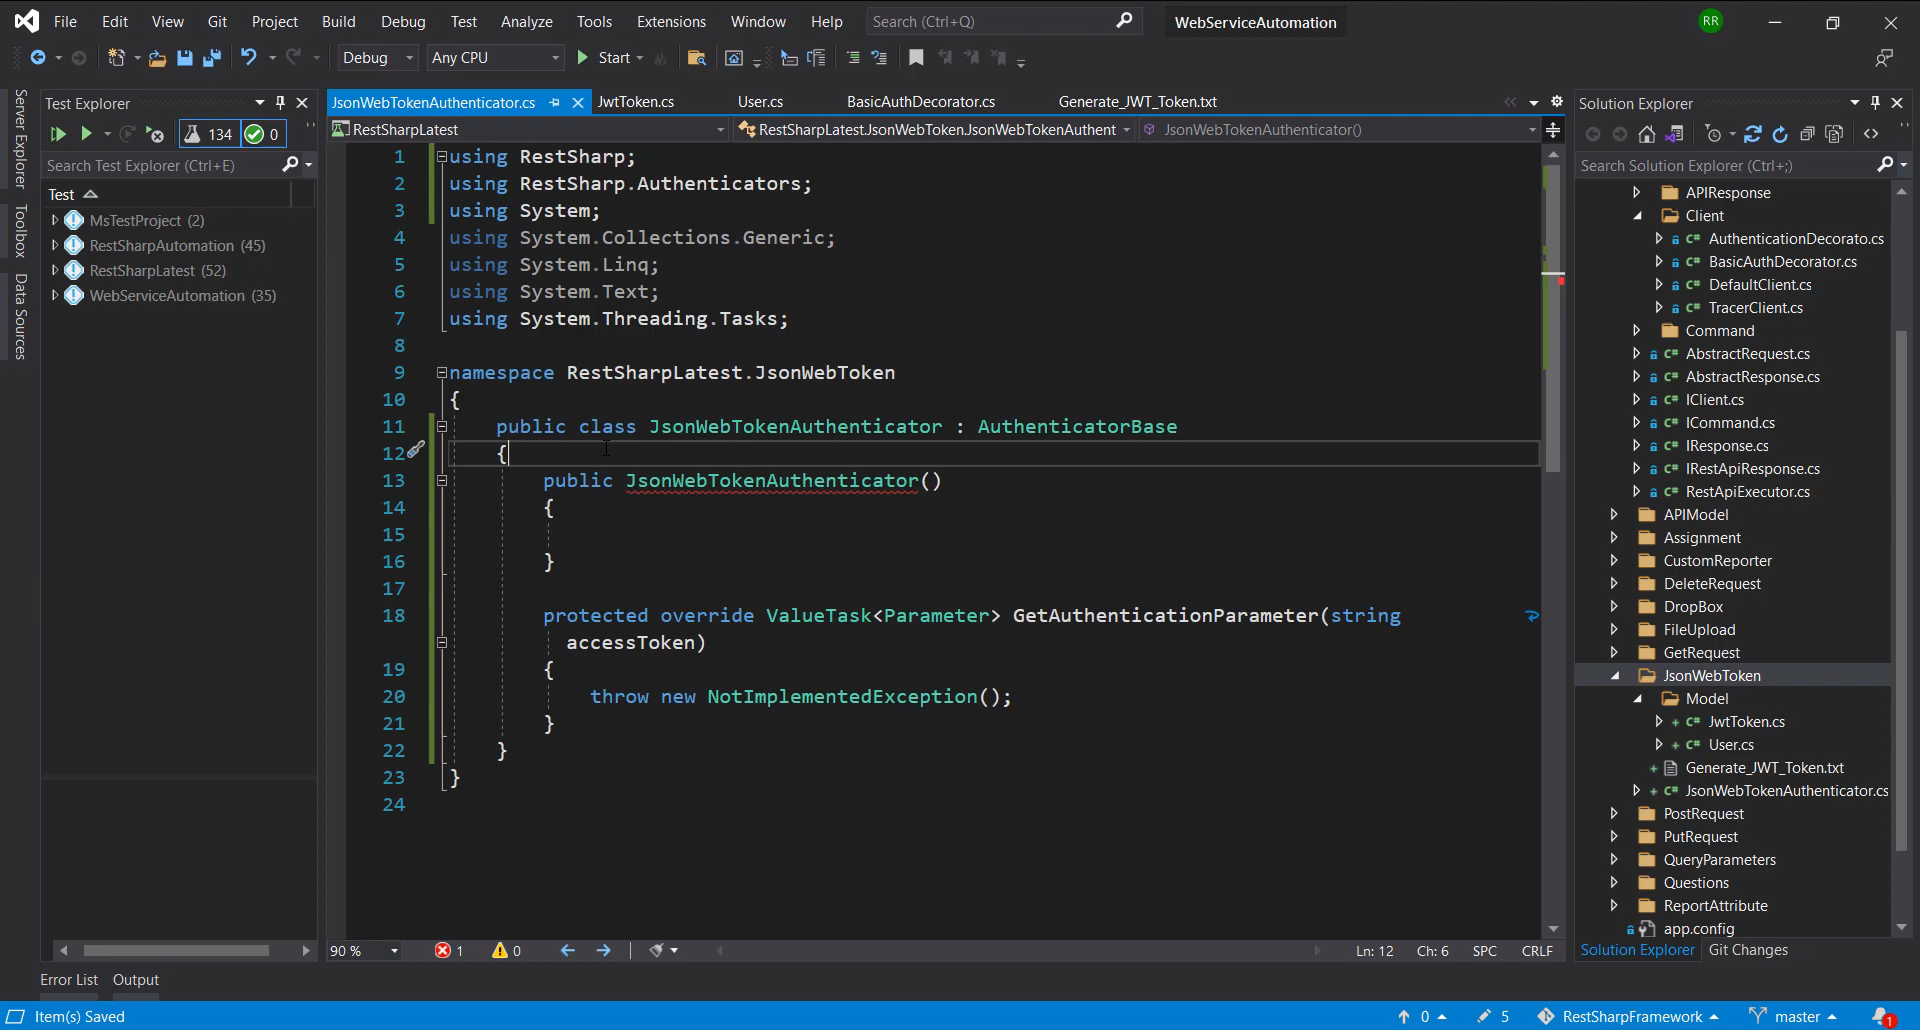 File Edit View Git Project Build Debug Test Analyze Tools Extensions Window Help Search (Ctrl+Q) WebServiceAutomation RR
Debug Any CPU Start
Server Explorer
Toolbox
Data Sources
Test Explorer
134 0
Search Test Explorer (Ctrl+E)
Test
MsTestProject (2)
RestSharpAutomation (45)
RestSharpLatest (52)
WebServiceAutomation (35)
JsonWebTokenAuthenticator.cs JwtToken.cs User.cs BasicAuthDecorator.cs Generate_JWT_Token.txt
RestSharpLatest RestSharpLatest.JsonWebToken.JsonWebTokenAuthent JsonWebTokenAuthenticator()
1 using RestSharp;
2 using RestSharp.Authenticators;
3 using System;
4 using System.Collections.Generic;
5 using System.Linq;
6 using System.Text;
7 using System.Threading.Tasks;
8
9 namespace RestSharpLatest.JsonWebToken
10 {
11 public class JsonWebTokenAuthenticator : AuthenticatorBase
12 {
13 public JsonWebTokenAuthenticator()
14 {
15
16 }
17
18 protected override ValueTask<Parameter> GetAuthenticationParameter(string
accessToken)
19 {
20 throw new NotImplementedException();
21 }
22 }
23 }
24
90 % 1 0 Ln: 12 Ch: 6 SPC CRLF
Solution Explorer
Search Solution Explorer (Ctrl+;)
APIResponse
Client
AuthenticationDecorato.cs
BasicAuthDecorator.cs
DefaultClient.cs
TracerClient.cs
Command
AbstractRequest.cs
AbstractResponse.cs
IClient.cs
ICommand.cs
IResponse.cs
IRestApiResponse.cs
RestApiExecutor.cs
APIModel
Assignment
CustomReporter
DeleteRequest
DropBox
FileUpload
GetRequest
JsonWebToken
Model
JwtToken.cs
User.cs
Generate_JWT_Token.txt
JsonWebTokenAuthenticator.cs
PostRequest
PutRequest
QueryParameters
Questions
ReportAttribute
app.config
Solution Explorer Git Changes
Error List Output
Item(s) Saved 0 5 RestSharpFramework master 1